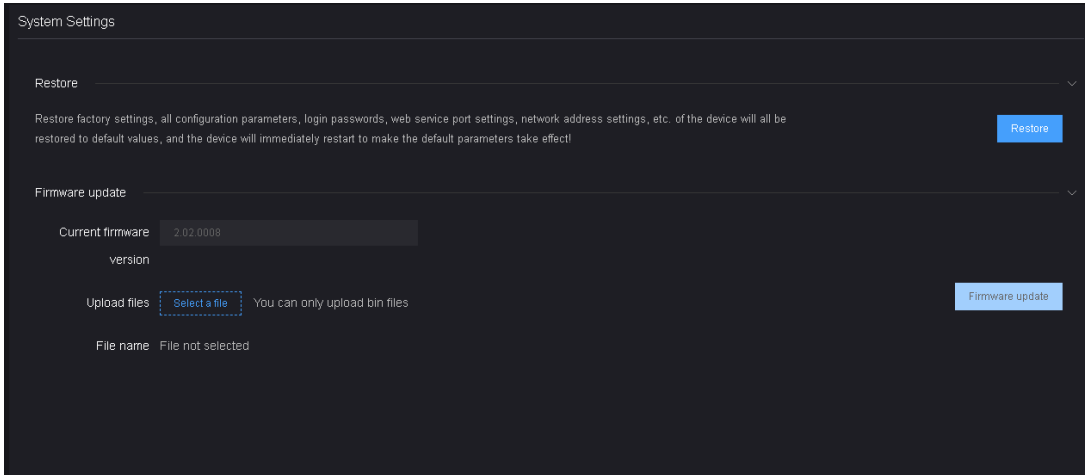 System Settings
Restore
Restore factory settings, all configuration parameters, login passwords, web service port settings, network address settings, etc. of the device will all be
restored to default values, and the device will immediately restart to make the default parameters take effect!
Restore
Firmware update
Current firmware
version
2.02.0008
Upload files
Select a file
You can only upload bin files
Firmware update
File name
File not selected